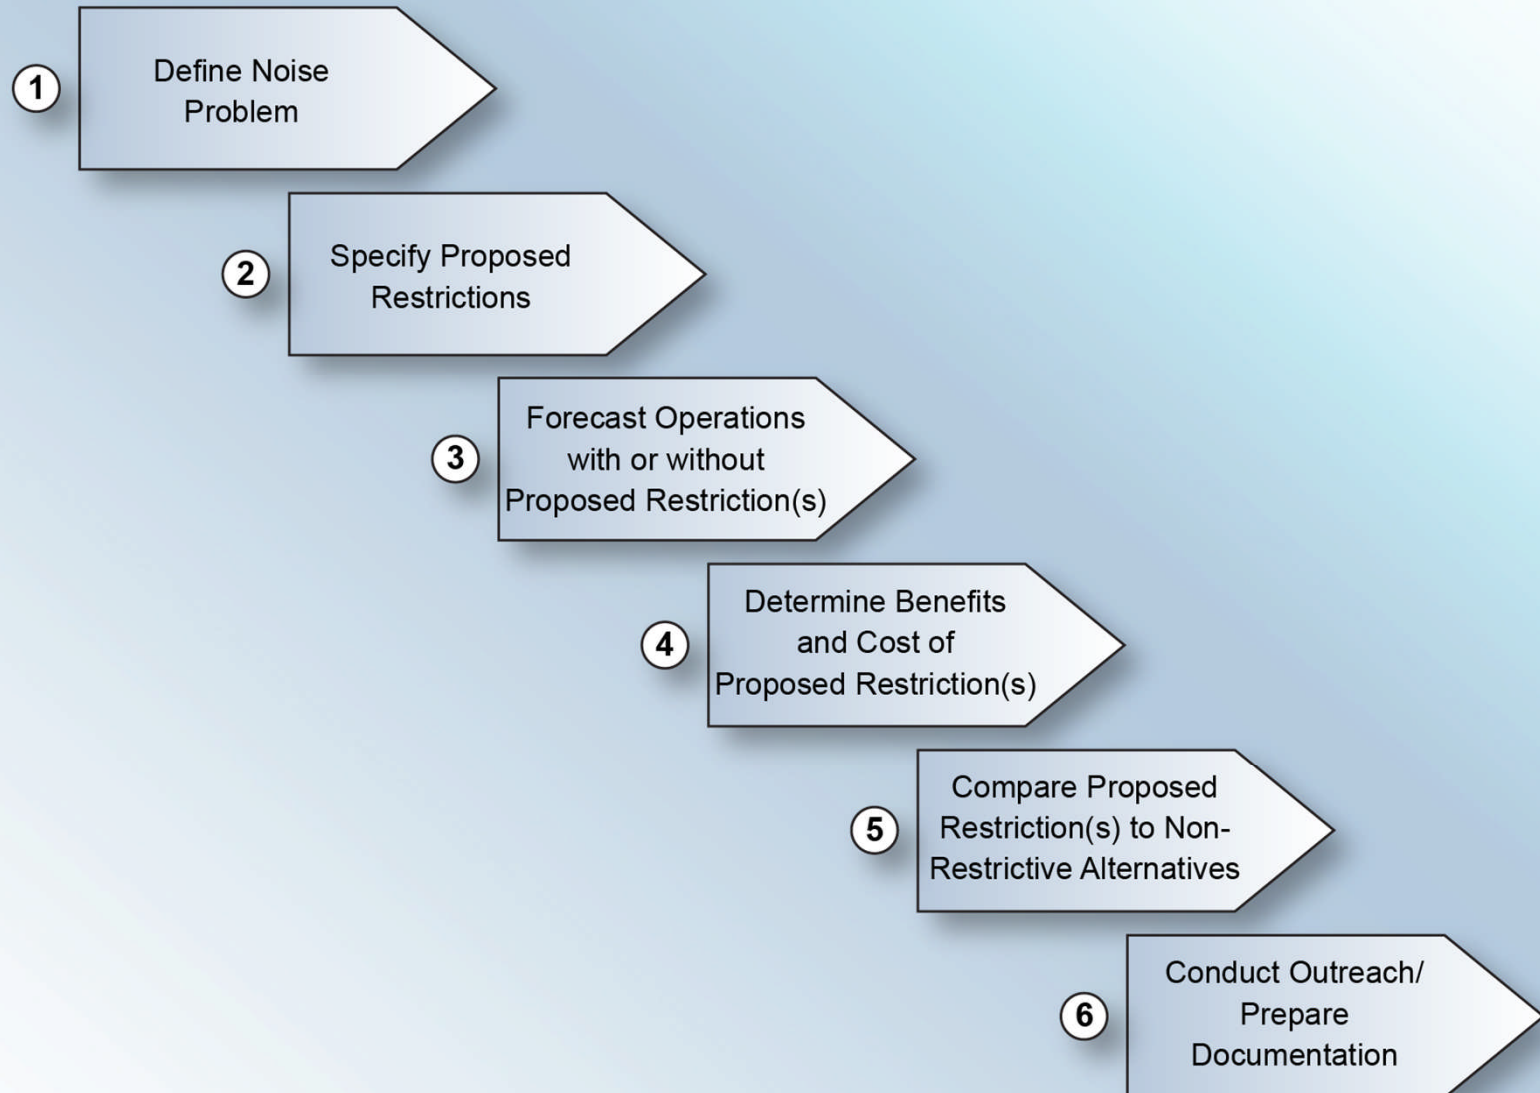 1
Define Noise
Problem
2
Specify Proposed
Restrictions
3
Forecast Operations
with or without
Proposed Restriction(s)
4
Determine Benefits
and Cost of
Proposed Restriction(s)
5
Compare Proposed
Restriction(s) to Non-
Restrictive Alternatives
6
Conduct Outreach/
Prepare
Documentation